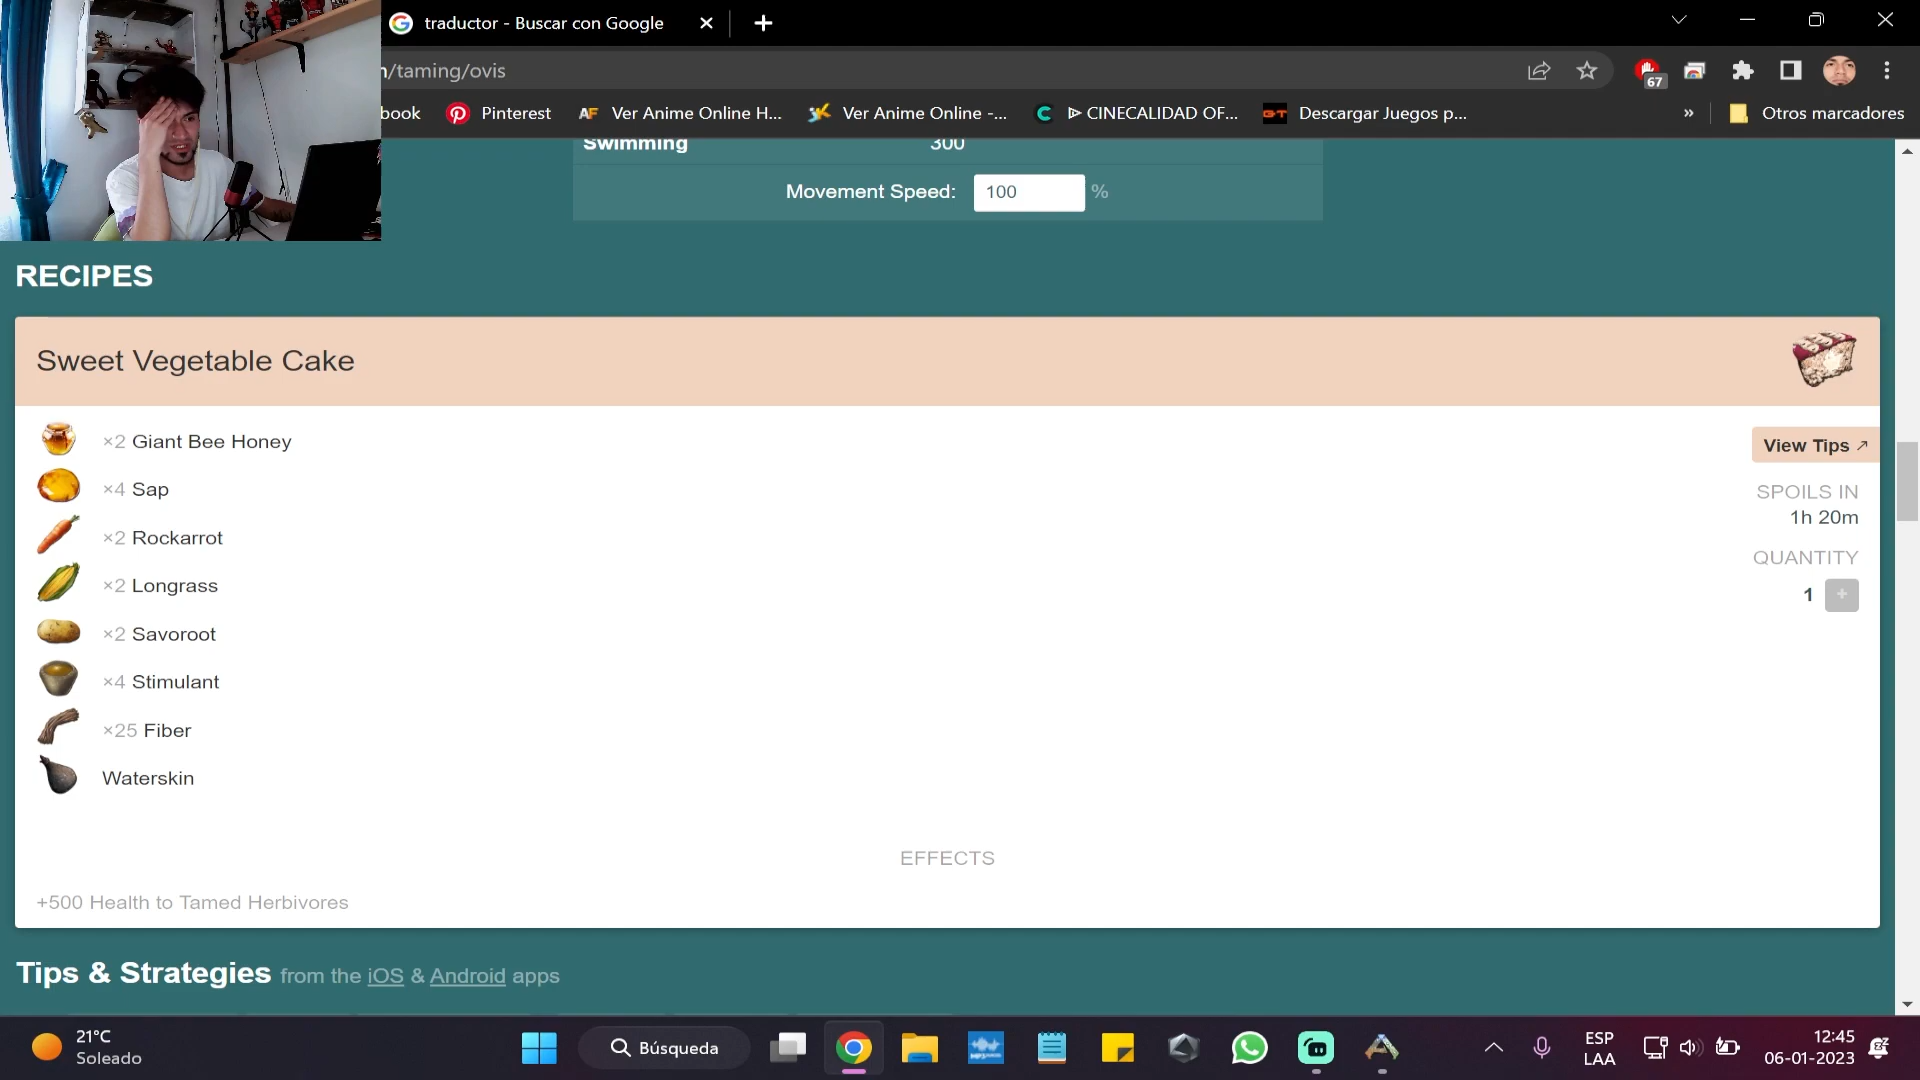 traductor - Buscar con Google
/taming/ovis
67
book
Pinterest
AF Ver Anime Online H...
Ver Anime Online -...
CINECALIDAD OF...
Descargar Juegos p...
»
Otros marcadores
Swimming 300
Movement Speed: 100 %
RECIPES
Sweet Vegetable Cake
×2 Giant Bee Honey
×4 Sap
×2 Rockarrot
×2 Longrass
×2 Savoroot
×4 Stimulant
×25 Fiber
Waterskin
View Tips ↗
SPOILS IN
1h 20m
QUANTITY
1 +
EFFECTS
+500 Health to Tamed Herbivores
Tips & Strategies from the iOS & Android apps
21°C
Soleado
Búsqueda
ESP
LAA
12:45
06-01-2023